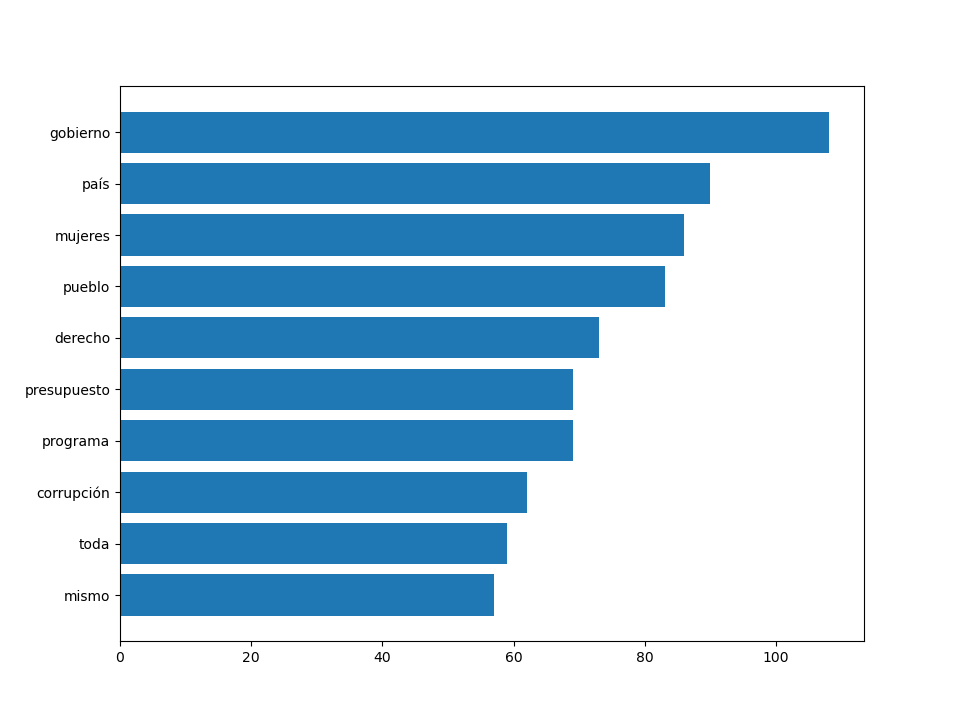 gobierno
país
mujeres
pueblo
derecho
presupuesto
programa
corrupción
toda
mismo
0 20 40 60 80 100